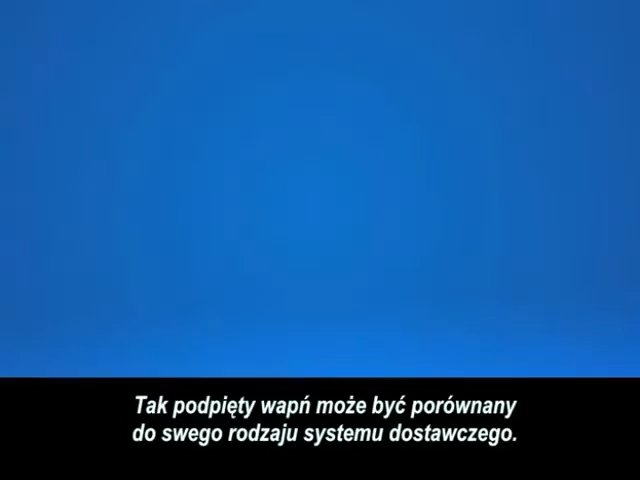 Tak podpięty wapń może być porównany
do swego rodzaju systemu dostawczego.